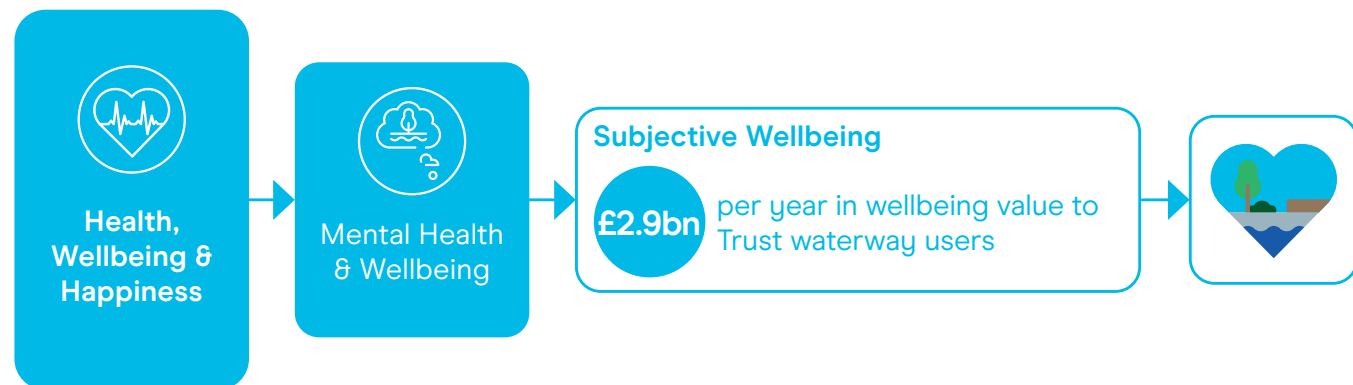 Health,
Wellbeing &
Happiness
Mental Health
& Wellbeing
Subjective Wellbeing
£2.9bn
per year in wellbeing value to
Trust waterway users